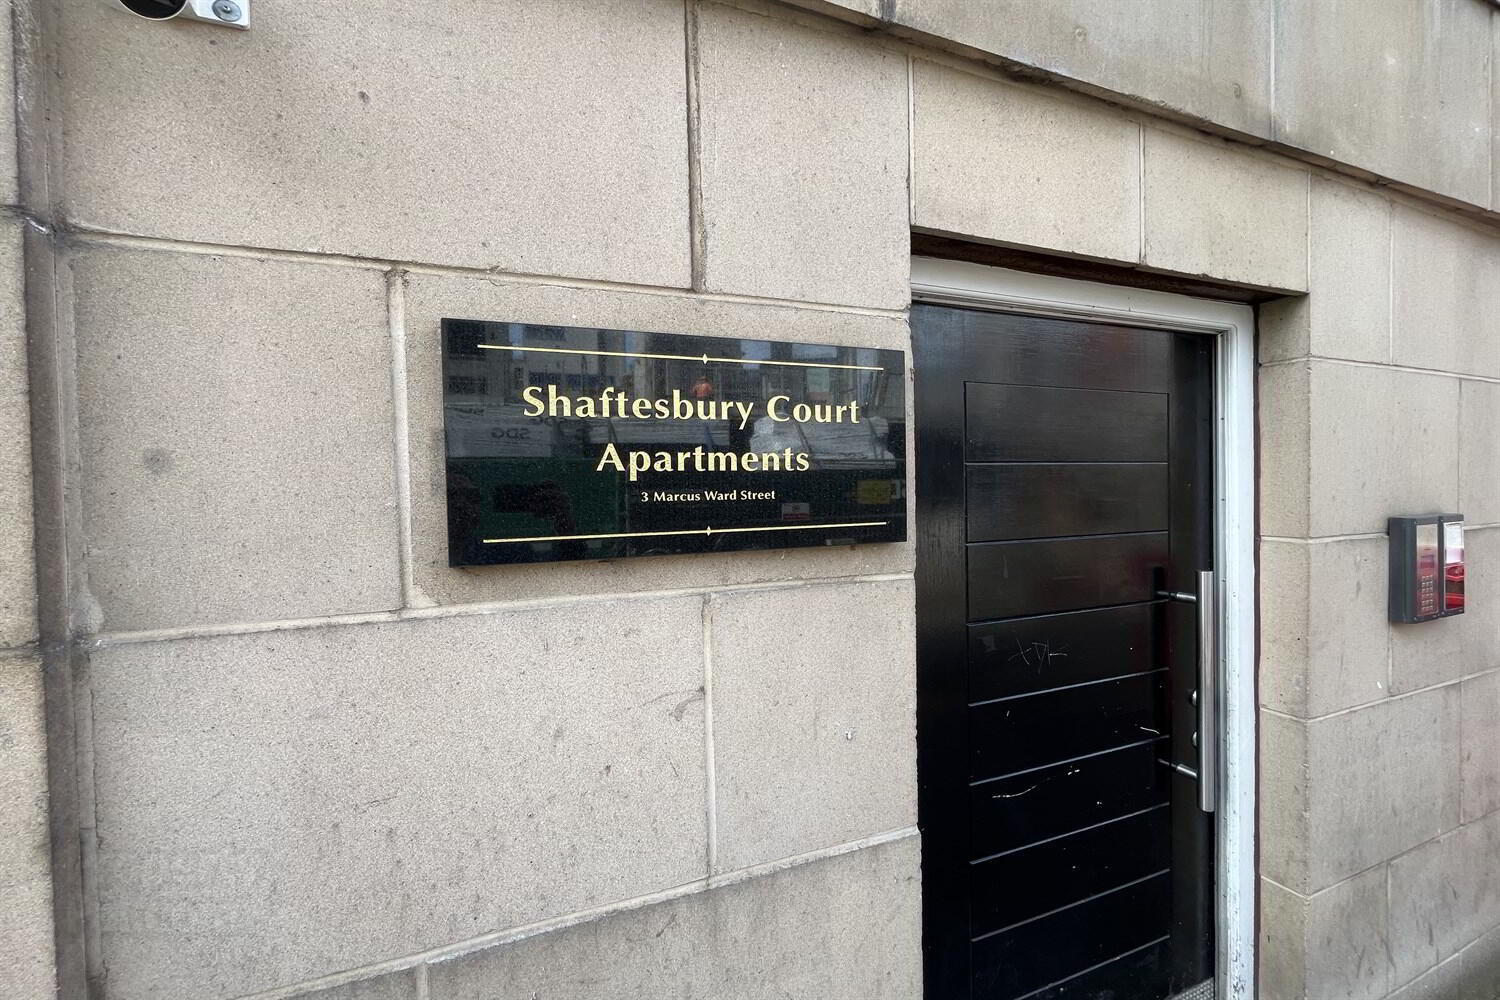 Shaftesbury Court
Apartments
3 Marcus Ward Street